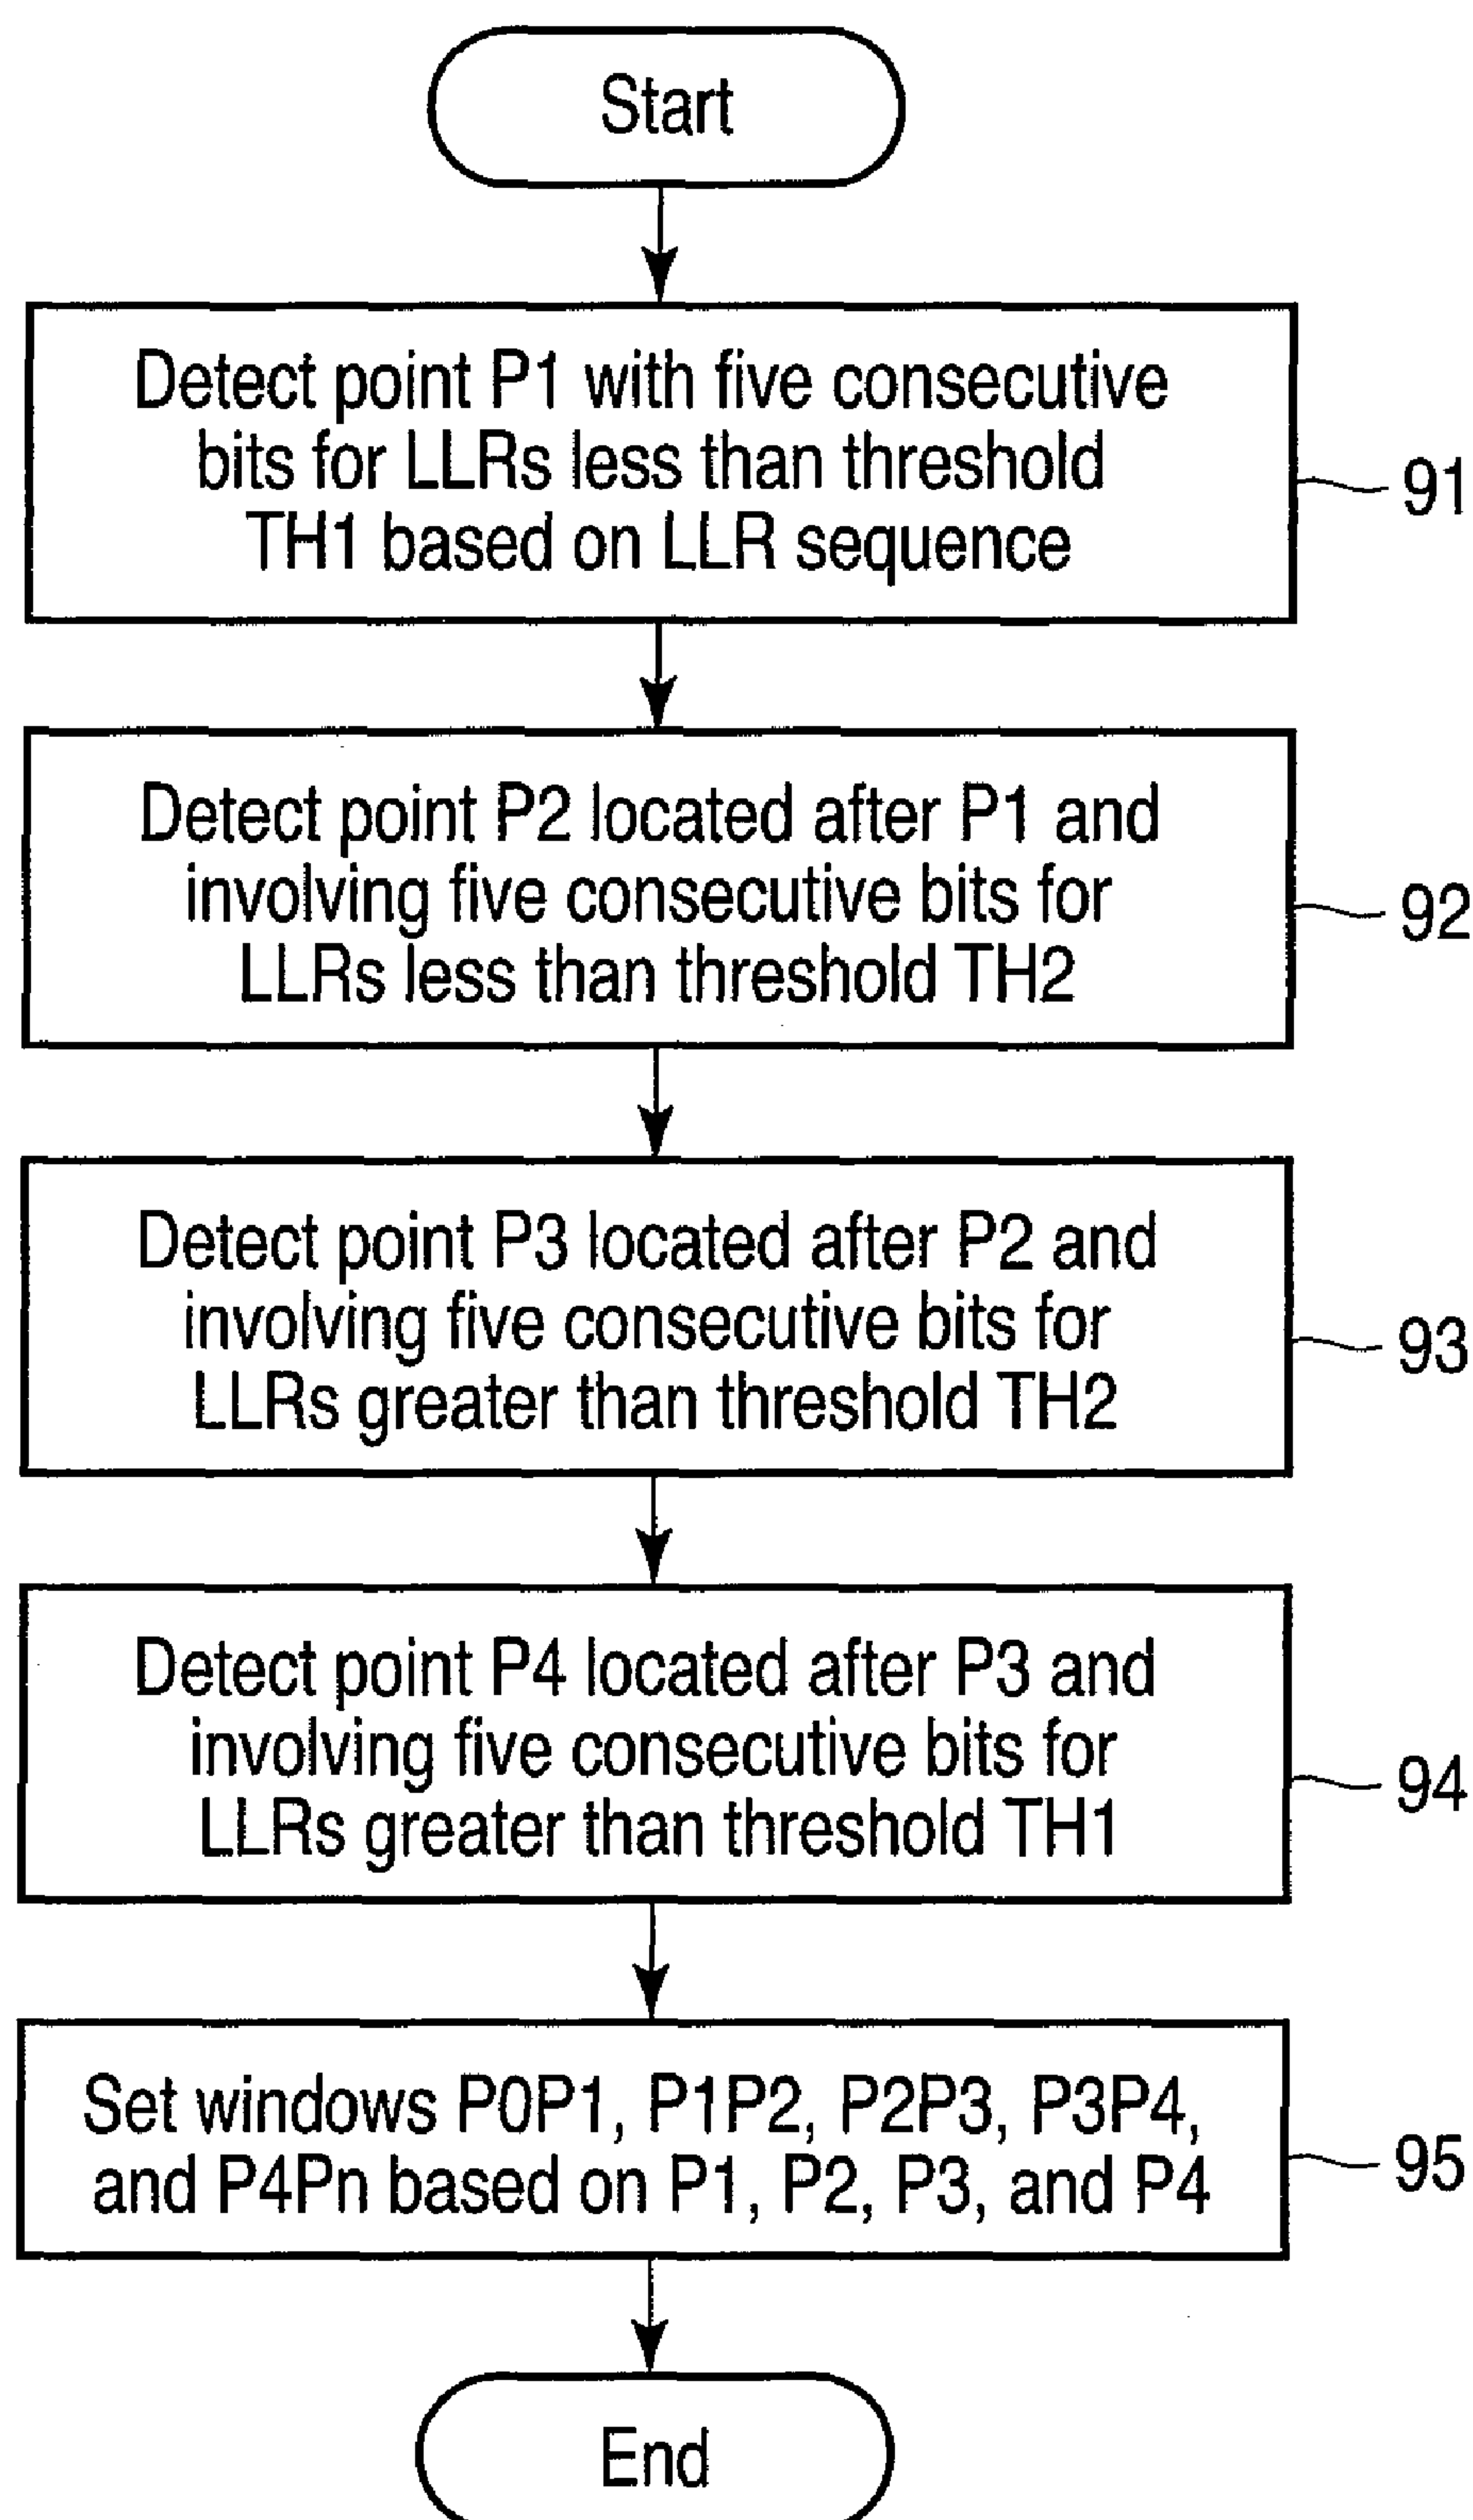 Start
Detect point P1 with five consecutive
bits for LLRs less than threshold
TH1 based on LLR sequence
91
Detect point P2 located after P1 and
involving five consecutive bits for
LLRs less than threshold TH2
92
Detect point P3 located after P2 and
involving five consecutive bits for
LLRs greater than threshold TH2
93
Detect point P4 located after P3 and
involving five consecutive bits for
LLRs greater than threshold TH1
94
Set windows P0P1, P1P2, P2P3, P3P4,
and P4Pn based on P1, P2, P3, and P4
95
End